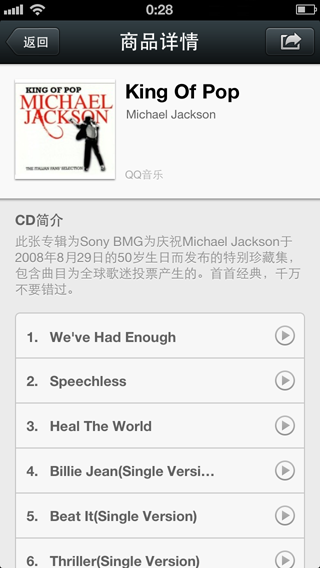 0:28
返回
商品详情
KING OF POP
MICHAEL
JACKSON
THE ITALIAN FANS' SELECTION
King Of Pop
Michael Jackson
QQ音乐
CD简介
此张专辑为Sony BMG为庆祝Michael Jackson于
2008年8月29日的50岁生日而发布的特别珍藏集，
包含曲目为全球歌迷投票产生的。首首经典，千万
不要错过。
1. We've Had Enough
2. Speechless
3. Heal The World
4. Billie Jean(Single Versi...
5. Beat It(Single Version)
6. Thriller(Single Version)